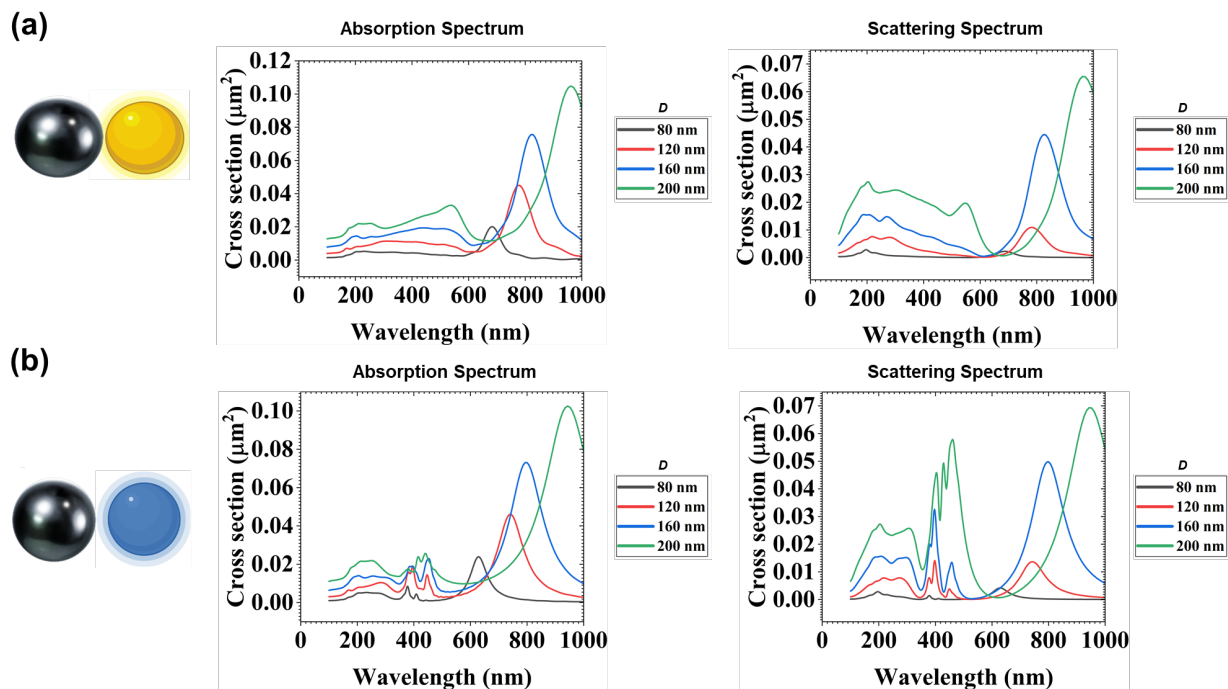 (a)
Absorption Spectrum
Scattering Spectrum
Cross section (μm²)
0.12
0.10
0.08
0.06
0.04
0.02
0.00
0 200 400 600 800 1000
Wavelength (nm)
D
80 nm
120 nm
160 nm
200 nm
Cross section (μm²)
0.07
0.06
0.05
0.04
0.03
0.02
0.01
0.00
0 200 400 600 800 1000
Wavelength (nm)
D
80 nm
120 nm
160 nm
200 nm
(b)
Absorption Spectrum
Scattering Spectrum
Cross section (μm²)
0.10
0.08
0.06
0.04
0.02
0.00
0 200 400 600 800 1000
Wavelength (nm)
D
80 nm
120 nm
160 nm
200 nm
Cross section (μm²)
0.07
0.06
0.05
0.04
0.03
0.02
0.01
0.00
0 200 400 600 800 1000
Wavelength (nm)
D
80 nm
120 nm
160 nm
200 nm